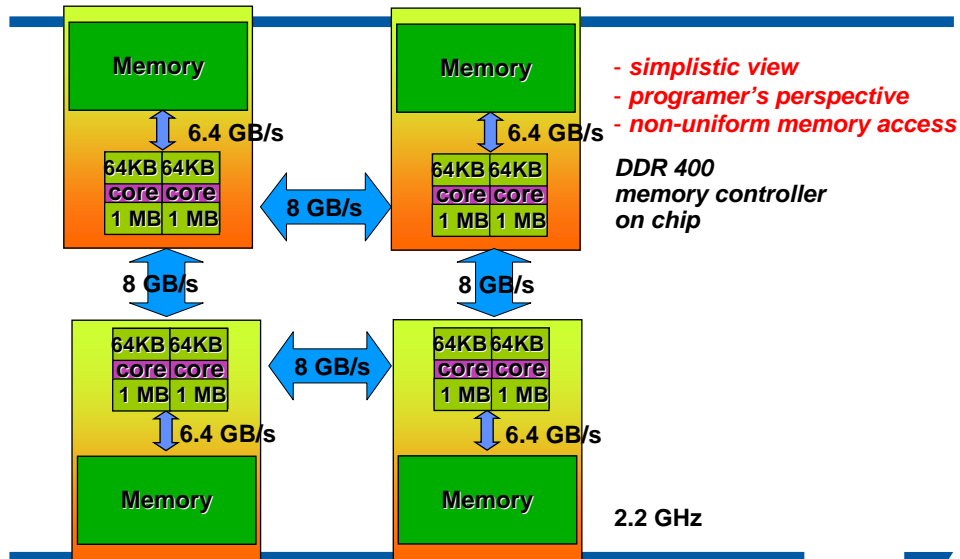 Memory
6.4 GB/s
64KB 64KB
core core
1 MB 1 MB
8 GB/s
Memory
6.4 GB/s
64KB 64KB
core core
1 MB 1 MB
- simplistic view
- programer's perspective
- non-uniform memory access
DDR 400
memory controller
on chip
8 GB/s
8 GB/s
64KB 64KB
core core
1 MB 1 MB
6.4 GB/s
Memory
8 GB/s
64KB 64KB
core core
1 MB 1 MB
6.4 GB/s
Memory
2.2 GHz